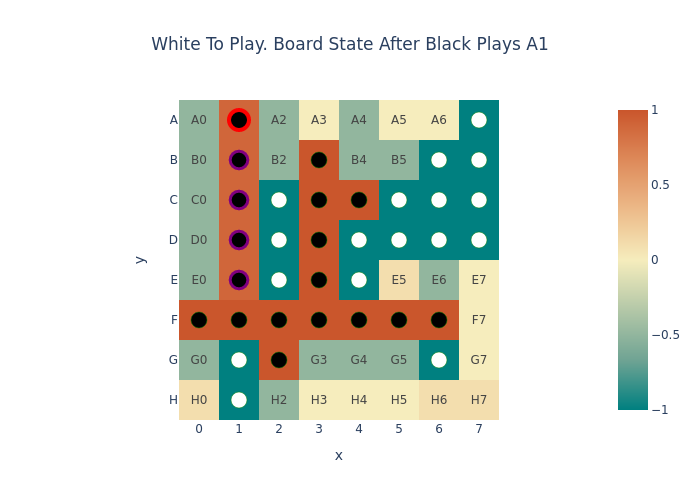 White To Play. Board State After Black Plays A1
A A0 A2 A3 A4 A5 A6
B B0 B2 B4 B5
C C0
D D0
E E0 E5 E6 E7
F F7
G G0 G3 G4 G5 G7
H H0 H2 H3 H4 H5 H6 H7
0 1 2 3 4 5 6 7
x
y
1
0.5
0
−0.5
−1